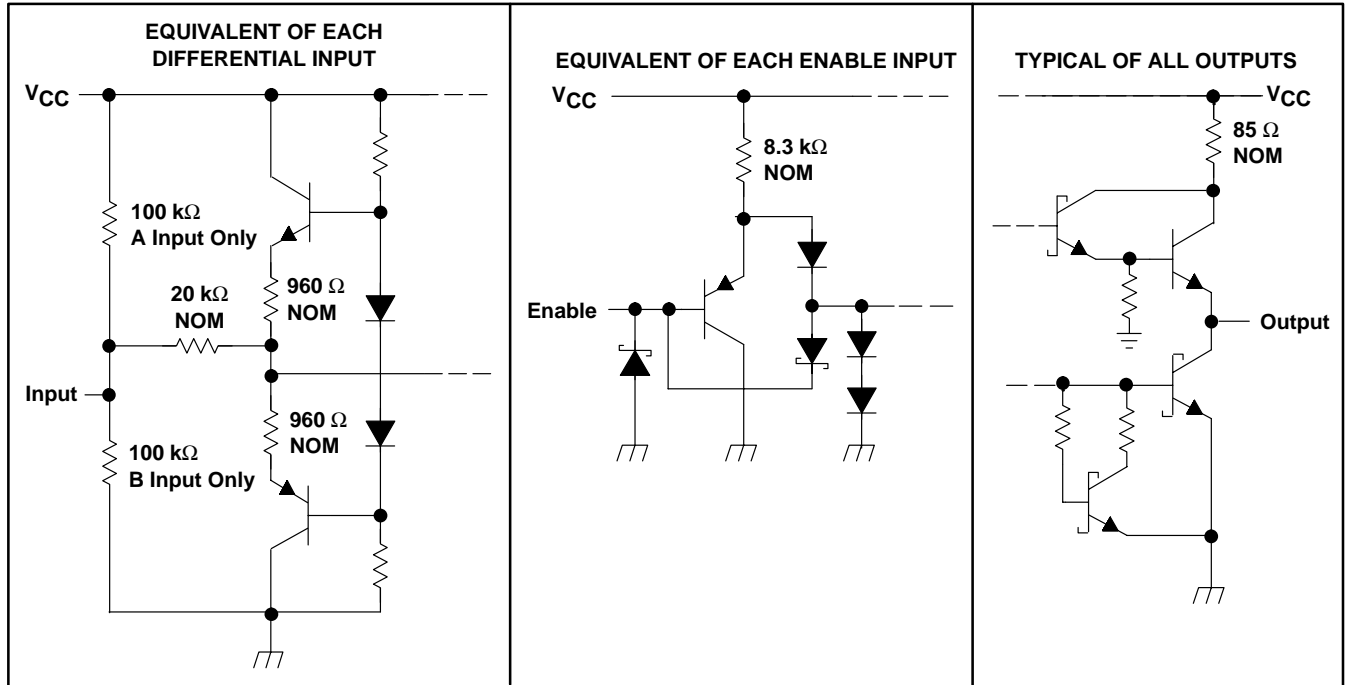 EQUIVALENT OF EACH
DIFFERENTIAL INPUT
VCC
100 kΩ
A Input Only
20 kΩ
NOM
960 Ω
NOM
Input
960 Ω
NOM
100 kΩ
B Input Only
EQUIVALENT OF EACH ENABLE INPUT
VCC
8.3 kΩ
NOM
Enable
TYPICAL OF ALL OUTPUTS
VCC
85 Ω
NOM
Output